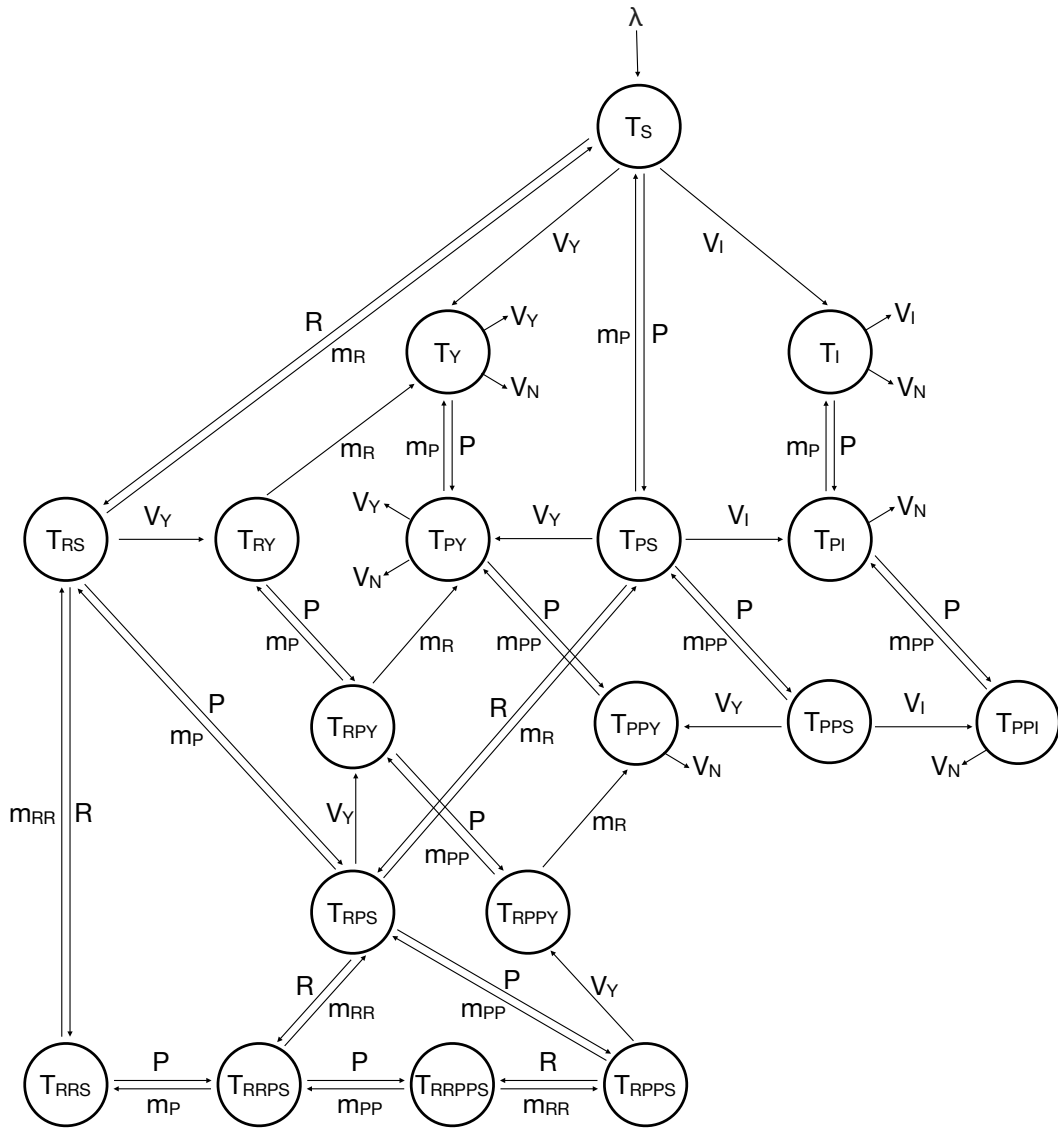 λ
TS
VY VI
R mR mP P
TY VY VN
TI VI VN
mR mP P mP P
TRS VY TRY
VY VN TPY VY TPS VI TPI VN
P mP mR P mPP P mPP P mPP
P mP R mR
TRPY TPPY VN VY TPPS VI TPPI VN
mRR R VY P mPP mR
TRPS TRPPY
R mRR P mPP VY
TRRS P mP TRRPS P mPP TRRPPS R mRR TRPPS